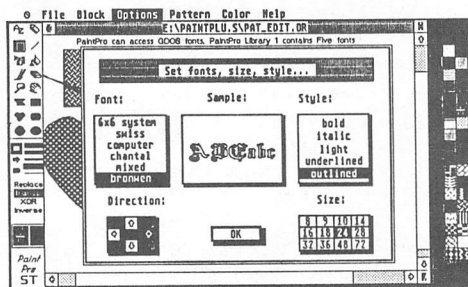 File Block Options Pattern Color Help
E:\PAINTPLU.S\PAT_EDIT.OR
PaintPro can access GDOS fonts, PaintPro Library 1 contains Five fonts
Set fonts, size, style...
Font:
Sample:
Style:
6x6 system
swiss
computer
chantal
mixed
bronwen
ABCabc
bold
italic
light
underlined
outlined
Direction:
Size:
OK
8 9 10 14
16 18 24 28
32 36 48 72
Replace
XOR
Inverse
Paint
Pro
ST